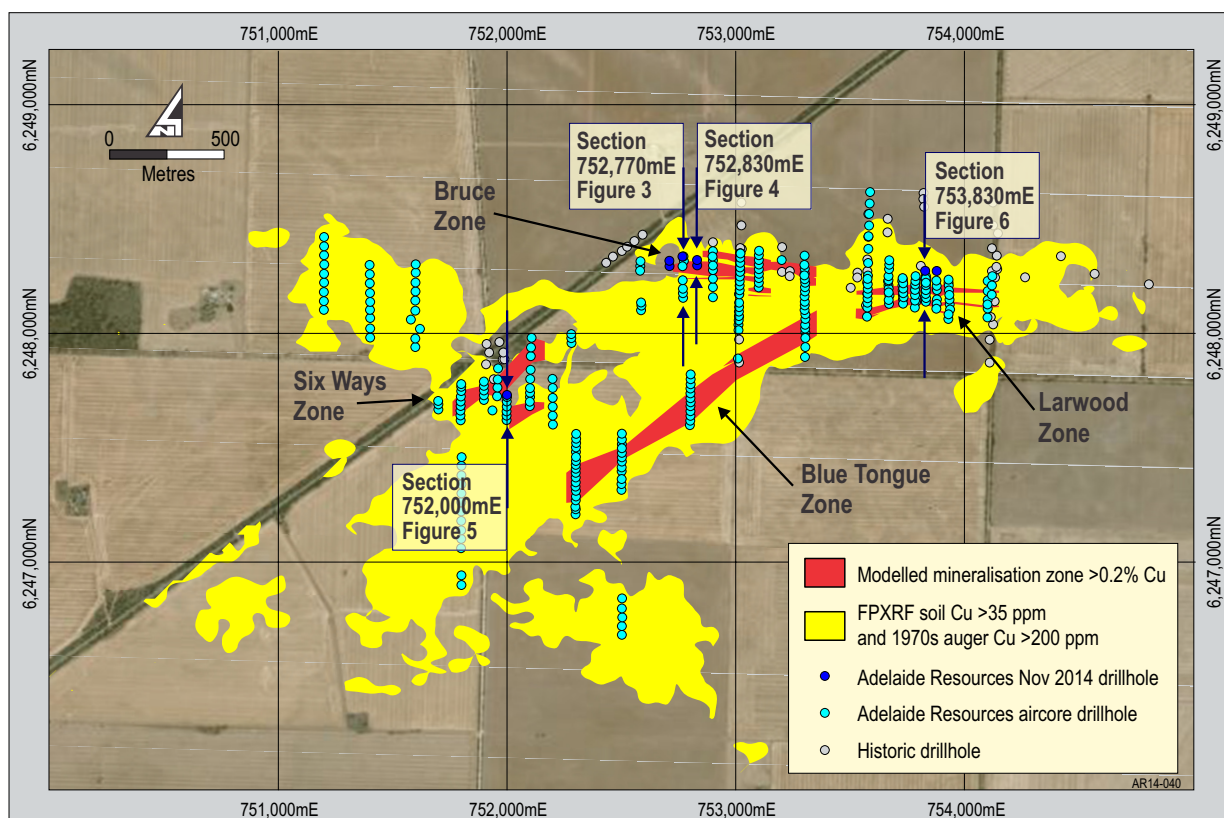 751,000mE
752,000mE
753,000mE
754,000mE
6,249,000mN
6,249,000mN
N
0
500
Metres
Section
752,770mE
Figure 3
Section
752,830mE
Figure 4
Section
753,830mE
Figure 6
Bruce
Zone
6,248,000mN
6,248,000mN
Six Ways
Zone
Larwood
Zone
Blue Tongue
Zone
Section
752,000mE
Figure 5
6,247,000mN
6,247,000mN
Modelled mineralisation zone >0.2% Cu
FPXRF soil Cu >35 ppm
and 1970s auger Cu >200 ppm
Adelaide Resources Nov 2014 drillhole
Adelaide Resources aircore drillhole
Historic drillhole
AR14-040
751,000mE
752,000mE
753,000mE
754,000mE